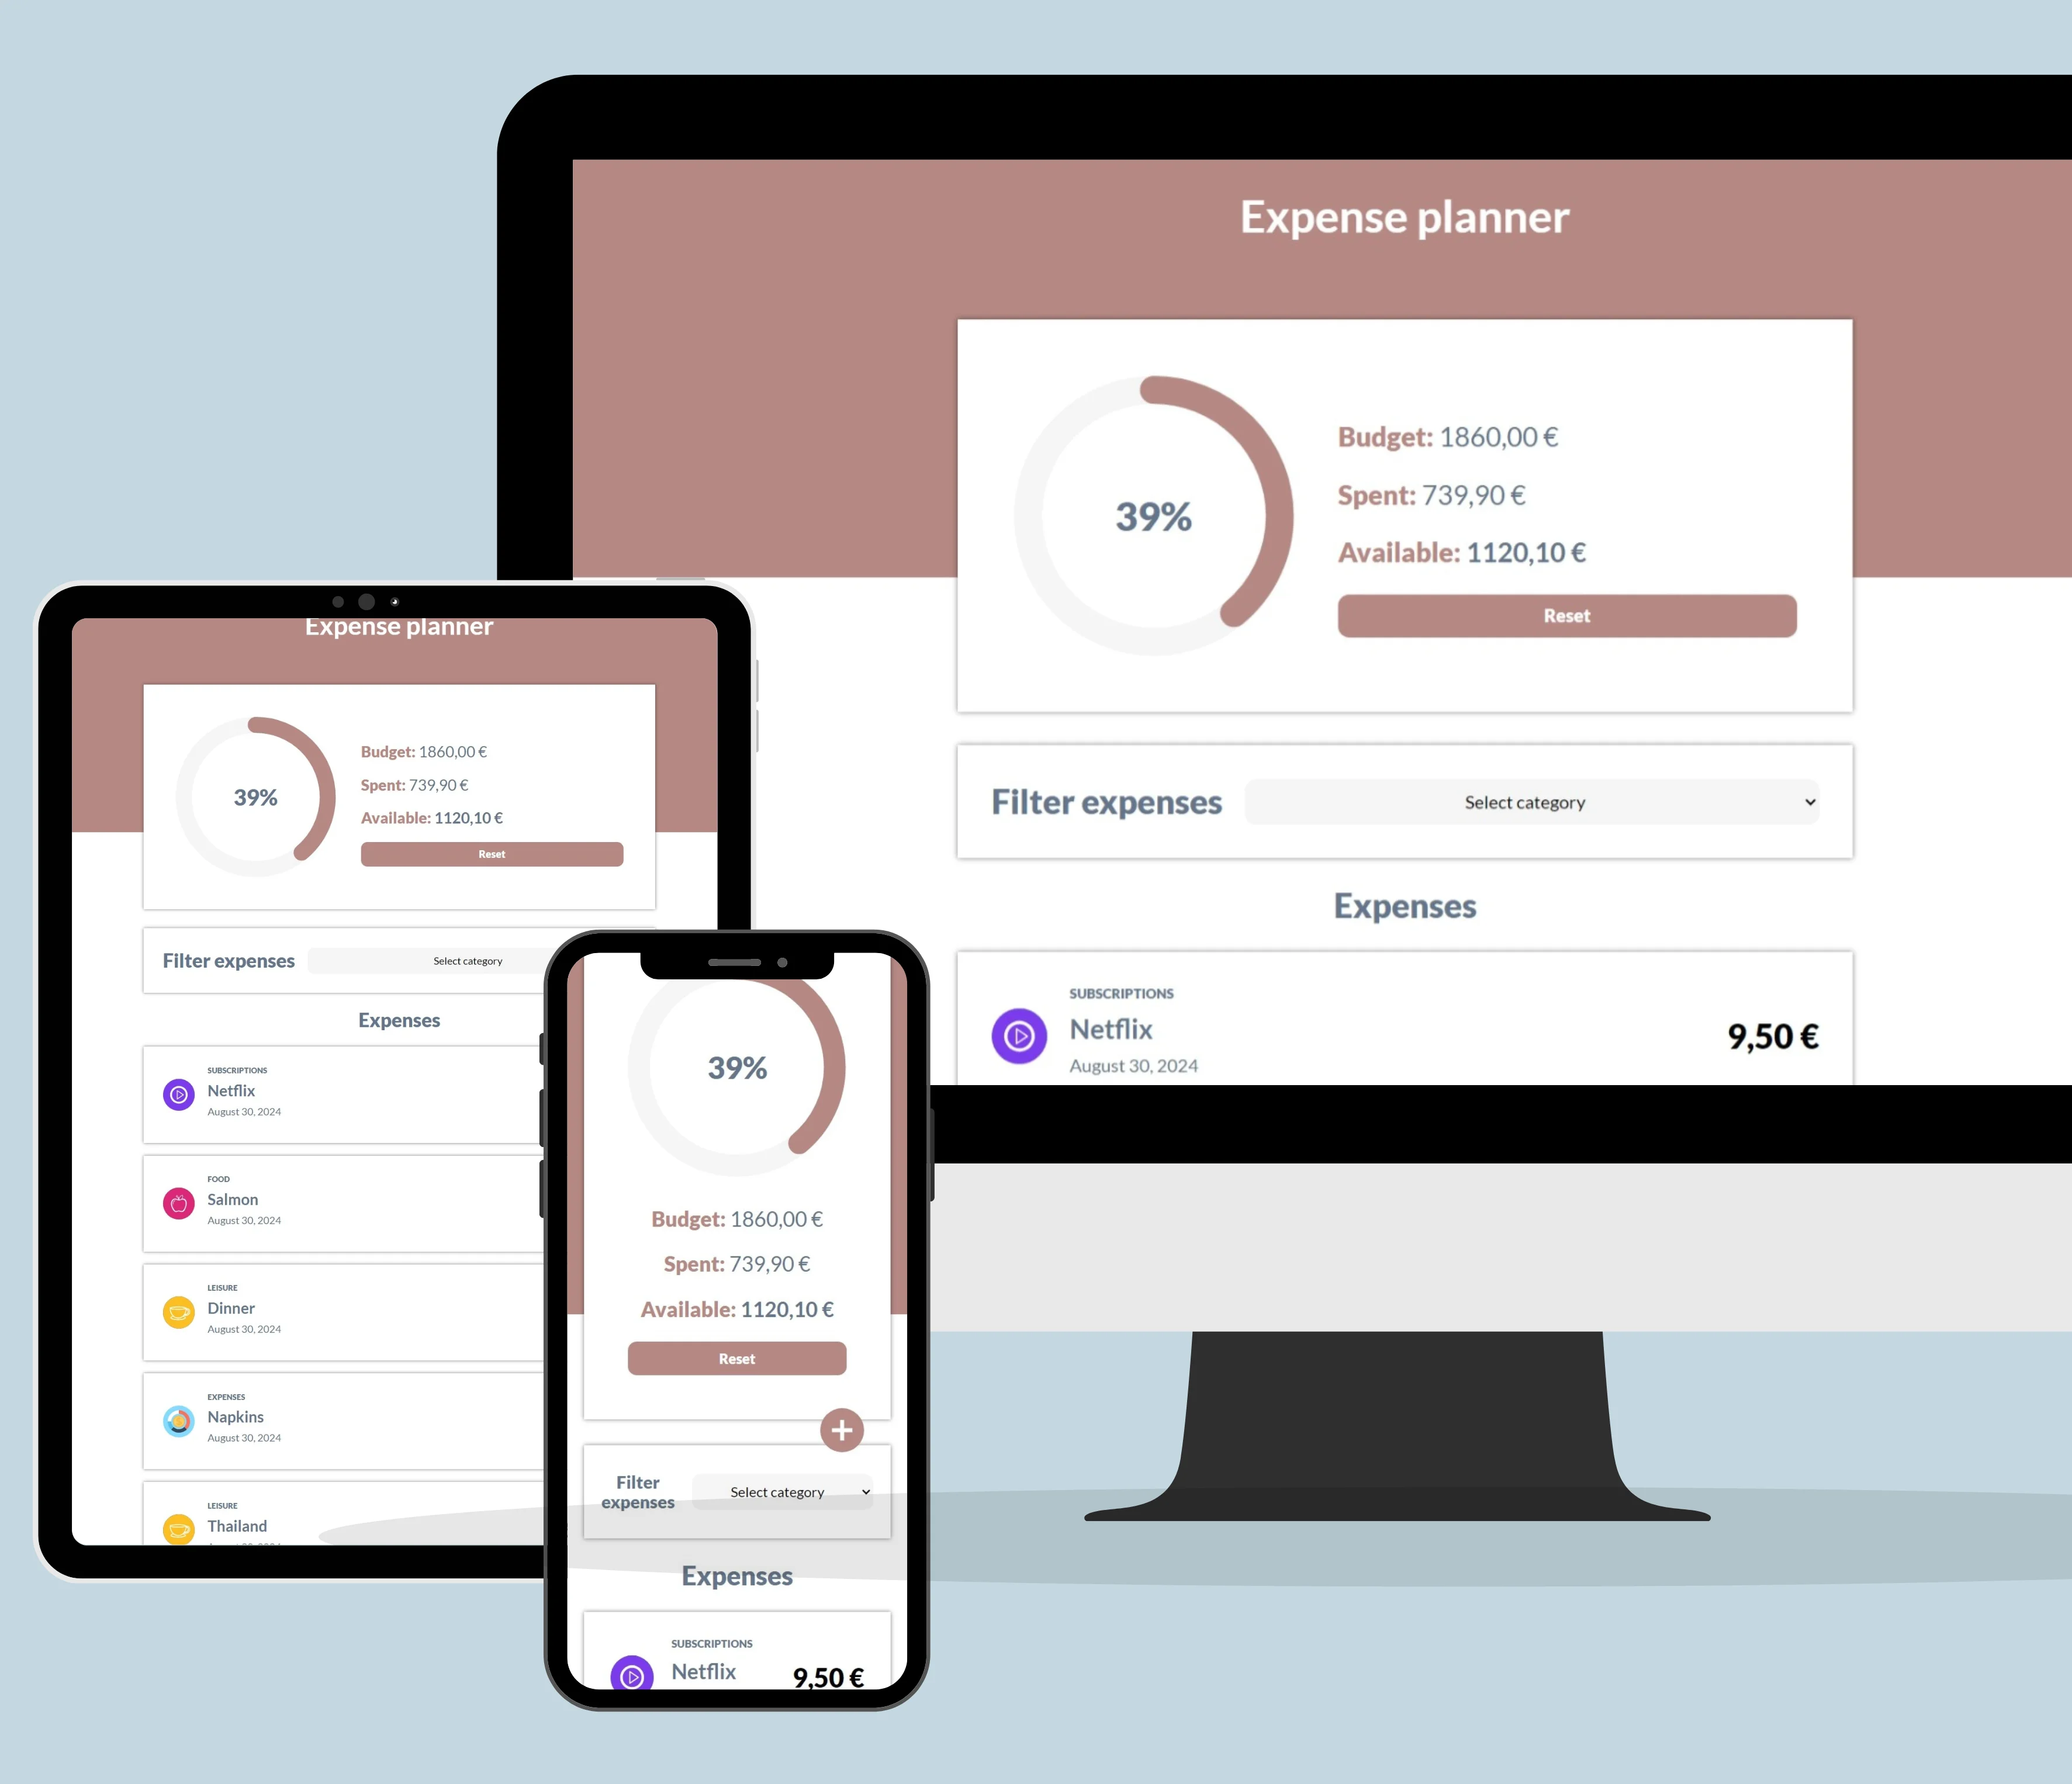 Expense planner
39%
Budget: 1860,00 €
Spent: 739,90 €
Available: 1120,10 €
Reset
Filter expenses
Select category
Expenses
SUBSCRIPTIONS
Netflix
August 30, 2024
9,50 €
Expense planner
39%
Budget: 1860,00 €
Spent: 739,90 €
Available: 1120,10 €
Reset
Filter expenses
Select category
Expenses
SUBSCRIPTIONS
Netflix
August 30, 2024
FOOD
Salmon
August 30, 2024
LEISURE
Dinner
August 30, 2024
EXPENSES
Napkins
August 30, 2024
LEISURE
Thailand
39%
Budget: 1860,00 €
Spent: 739,90 €
Available: 1120,10 €
Reset
Filter
expenses
Select category
Expenses
SUBSCRIPTIONS
Netflix
9,50 €